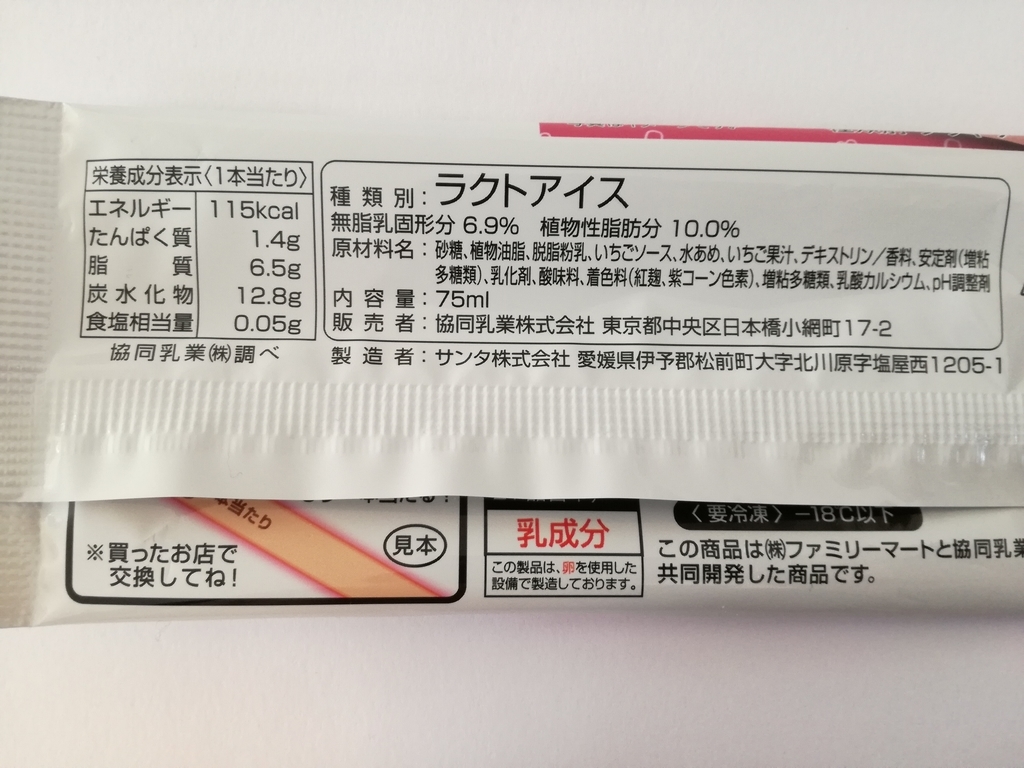 栄養成分表示〈1本当たり〉
エネルギー 115kcal
たんぱく質 1.4g
脂質 6.5g
炭水化物 12.8g
食塩相当量 0.05g
協同乳業㈱調べ
種類別：ラクトアイス
無脂乳固形分 6.9% 植物性脂肪分 10.0%
原材料名：砂糖、植物油脂、脱脂粉乳、いちごソース、水あめ、いちご果汁、デキストリン／香料、安定剤(増粘
多糖類)、乳化剤、酸味料、着色料(紅麹、紫コーン色素)、増粘多糖類、乳酸カルシウム、pH調整剤
内容量：75ml
販売者：協同乳業株式会社 東京都中央区日本橋小網町17-2
製造者：サンタ株式会社 愛媛県伊予郡松前町大字北川原字塩屋西1205-1
本当たり
※買ったお店で
交換してね！
見本
乳成分
この製品は、卵を使用した
設備で製造しております。
〈要冷凍〉−18℃以下
この商品は㈱ファミリーマートと協同乳業
共同開発した商品です。